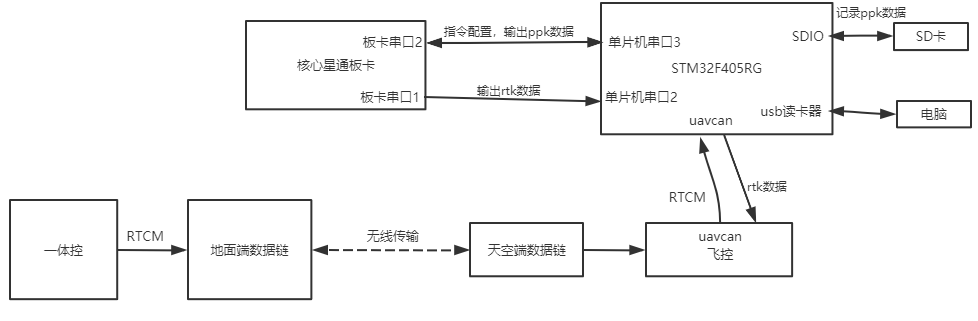 记录ppk数据
板卡串口2
指令配置，输出ppk数据
单片机串口3
SDIO
SD卡
核心星通板卡
STM32F405RG
板卡串口1
输出rtk数据
单片机串口2
usb读卡器
电脑
uavcan
RTCM
rtk数据
一体控
RTCM
地面端数据链
无线传输
天空端数据链
uavcan
飞控